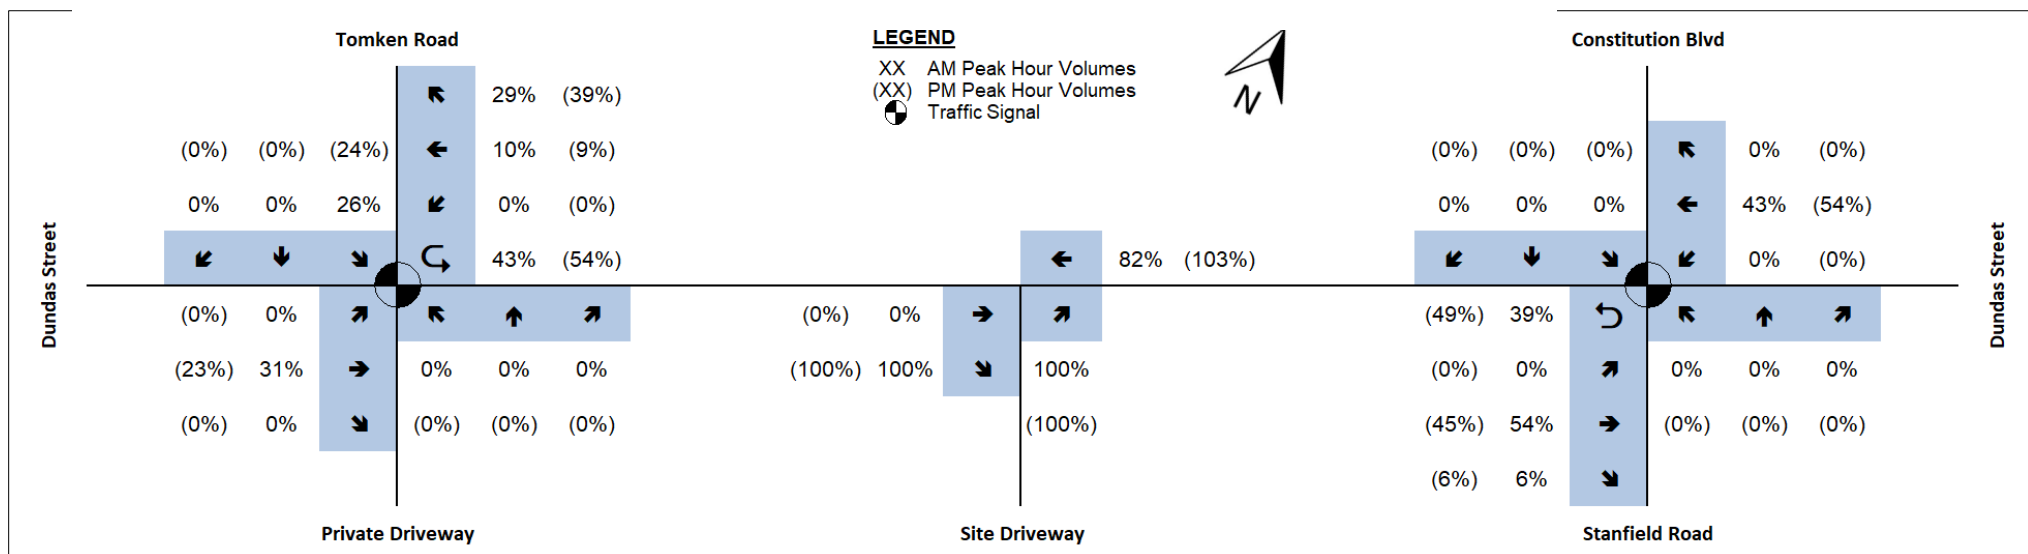 Tomken Road
LEGEND
Constitution Blvd
XX AM Peak Hour Volumes
(XX) PM Peak Hour Volumes
Traffic Signal
N
29% (39%)
(0%) (0%) (24%) 10% (9%)
0% 0% 26% 0% (0%)
43% (54%)
(0%) 0%
(23%) 31% 0% 0% 0%
(0%) 0% (0%) (0%) (0%)
Dundas Street
Private Driveway
82% (103%)
(0%) 0%
(100%) 100% 100%
(100%)
Site Driveway
(0%) (0%) (0%) 0% (0%)
0% 0% 0% 43% (54%)
0% (0%)
(49%) 39%
(0%) 0% 0% 0% 0%
(45%) 54% (0%) (0%) (0%)
(6%) 6%
Dundas Street
Stanfield Road